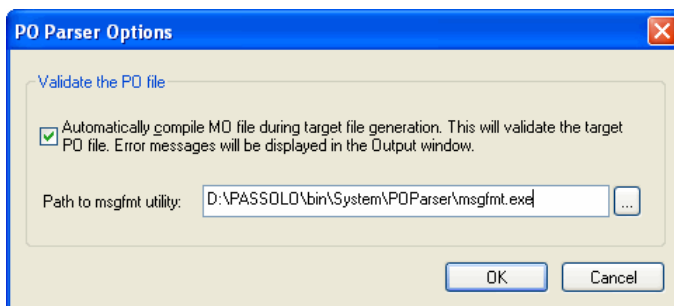 PO Parser Options
Validate the PO file
Automatically compile MO file during target file generation. This will validate the target
PO file. Error messages will be displayed in the Output window.
Path to msgfmt utility: D:\PASSOLO\bin\System\POParser\msgfmt.exe ...
OK Cancel